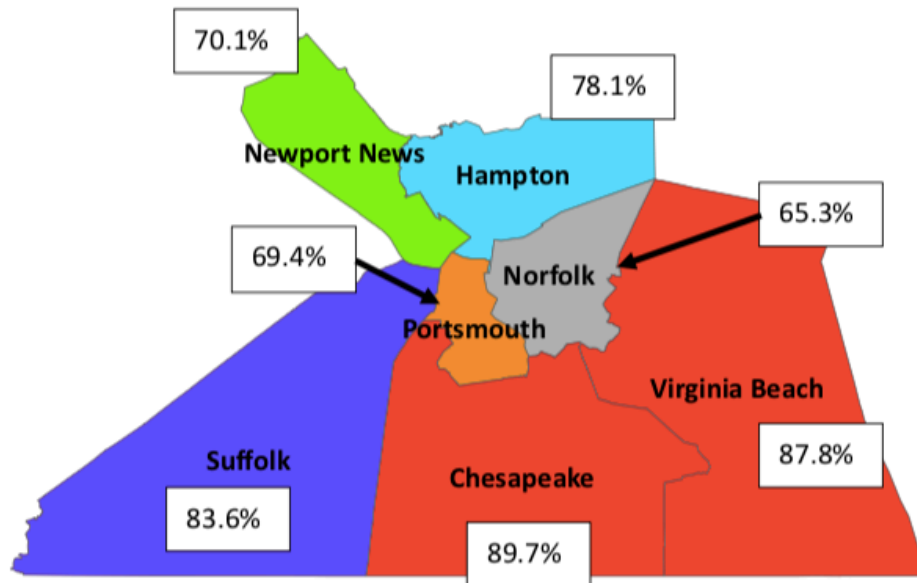 70.1%
78.1%
Newport News
Hampton
65.3%
69.4%
Norfolk
Portsmouth
Virginia Beach
87.8%
Suffolk
Chesapeake
83.6%
89.7%